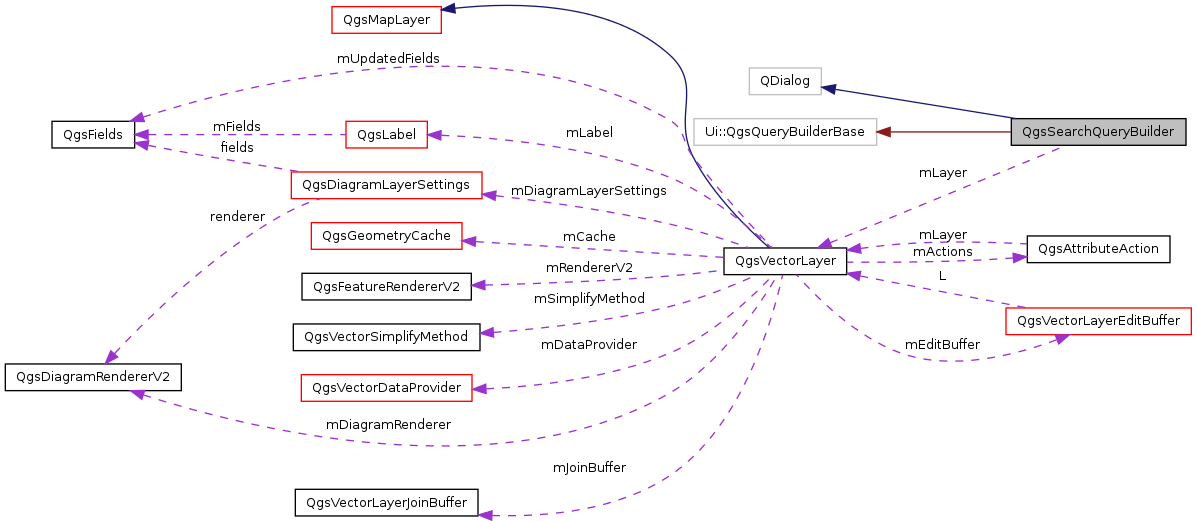 QgsMapLayer
mUpdatedFields
QDialog
QgsFields
mFields
QgsLabel
mLabel
Ui::QgsQueryBuilderBase
QgsSearchQueryBuilder
fields
mLayer
QgsDiagramLayerSettings
mDiagramLayerSettings
renderer
QgsGeometryCache
mCache
mLayer
QgsVectorLayer
mActions
QgsAttributeAction
mRendererV2
L
QgsFeatureRendererV2
mSimplifyMethod
QgsVectorLayerEditBuffer
QgsVectorSimplifyMethod
mDataProvider
mEditBuffer
QgsDiagramRendererV2
QgsVectorDataProvider
mDiagramRenderer
mJoinBuffer
QgsVectorLayerJoinBuffer